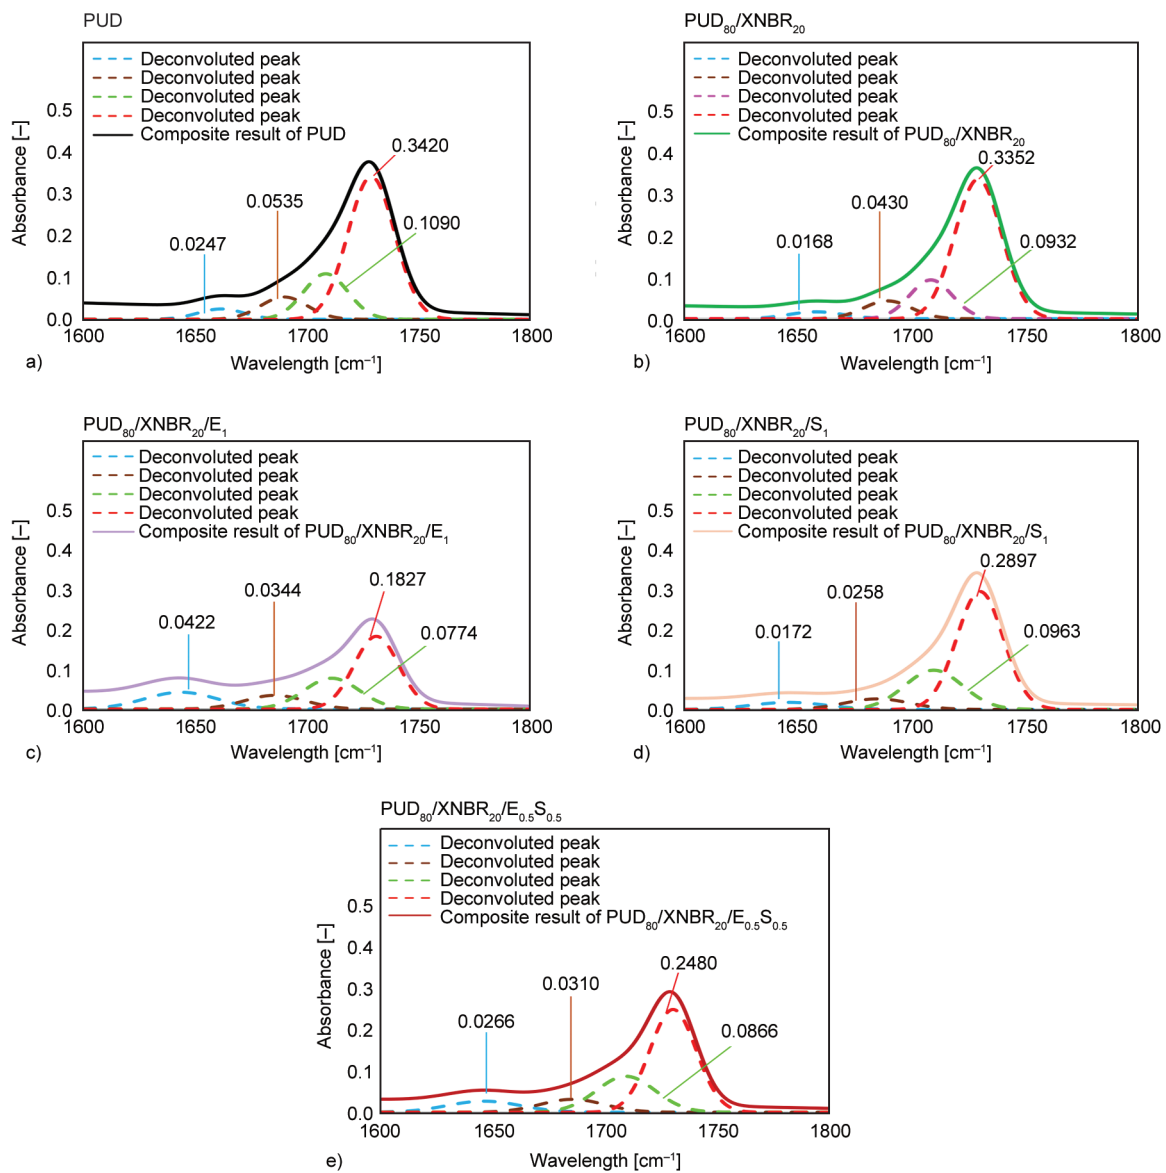 PUD
Deconvoluted peak
Deconvoluted peak
Deconvoluted peak
Deconvoluted peak
Composite result of PUD
0.5
0.4
0.3
0.2
0.1
0.0
Absorbance [–]
0.0247
0.0535
0.3420
0.1090
1600
1650
1700
1750
1800
Wavelength [cm⁻¹]
a)
PUD₈₀/XNBR₂₀
Deconvoluted peak
Deconvoluted peak
Deconvoluted peak
Deconvoluted peak
Composite result of PUD₈₀/XNBR₂₀
0.5
0.4
0.3
0.2
0.1
0.0
Absorbance [–]
0.0168
0.0430
0.3352
0.0932
1600
1650
1700
1750
1800
Wavelength [cm⁻¹]
b)
PUD₈₀/XNBR₂₀/E₁
Deconvoluted peak
Deconvoluted peak
Deconvoluted peak
Deconvoluted peak
Composite result of PUD₈₀/XNBR₂₀/E₁
0.5
0.4
0.3
0.2
0.1
0.0
Absorbance [–]
0.0422
0.0344
0.1827
0.0774
1600
1650
1700
1750
1800
Wavelength [cm⁻¹]
c)
PUD₈₀/XNBR₂₀/S₁
Deconvoluted peak
Deconvoluted peak
Deconvoluted peak
Deconvoluted peak
Composite result of PUD₈₀/XNBR₂₀/S₁
0.5
0.4
0.3
0.2
0.1
0.0
Absorbance [–]
0.0172
0.0258
0.2897
0.0963
1600
1650
1700
1750
1800
Wavelength [cm⁻¹]
d)
PUD₈₀/XNBR₂₀/E₀.₅S₀.₅
Deconvoluted peak
Deconvoluted peak
Deconvoluted peak
Deconvoluted peak
Composite result of PUD₈₀/XNBR₂₀/E₀.₅S₀.₅
0.5
0.4
0.3
0.2
0.1
0.0
Absorbance [–]
0.0266
0.0310
0.2480
0.0866
1600
1650
1700
1750
1800
Wavelength [cm⁻¹]
e)